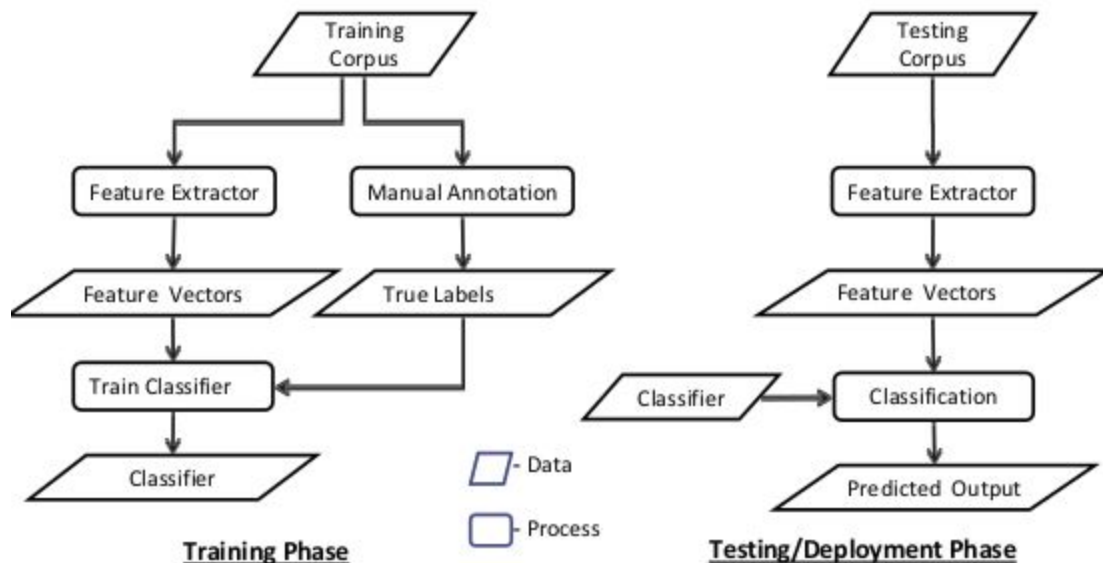 Training
Corpus
Feature Extractor
Manual Annotation
Feature Vectors
True Labels
Train Classifier
Classifier
Training Phase
- Data
- Process
Testing
Corpus
Feature Extractor
Feature Vectors
Classifier
Classification
Predicted Output
Testing/Deployment Phase